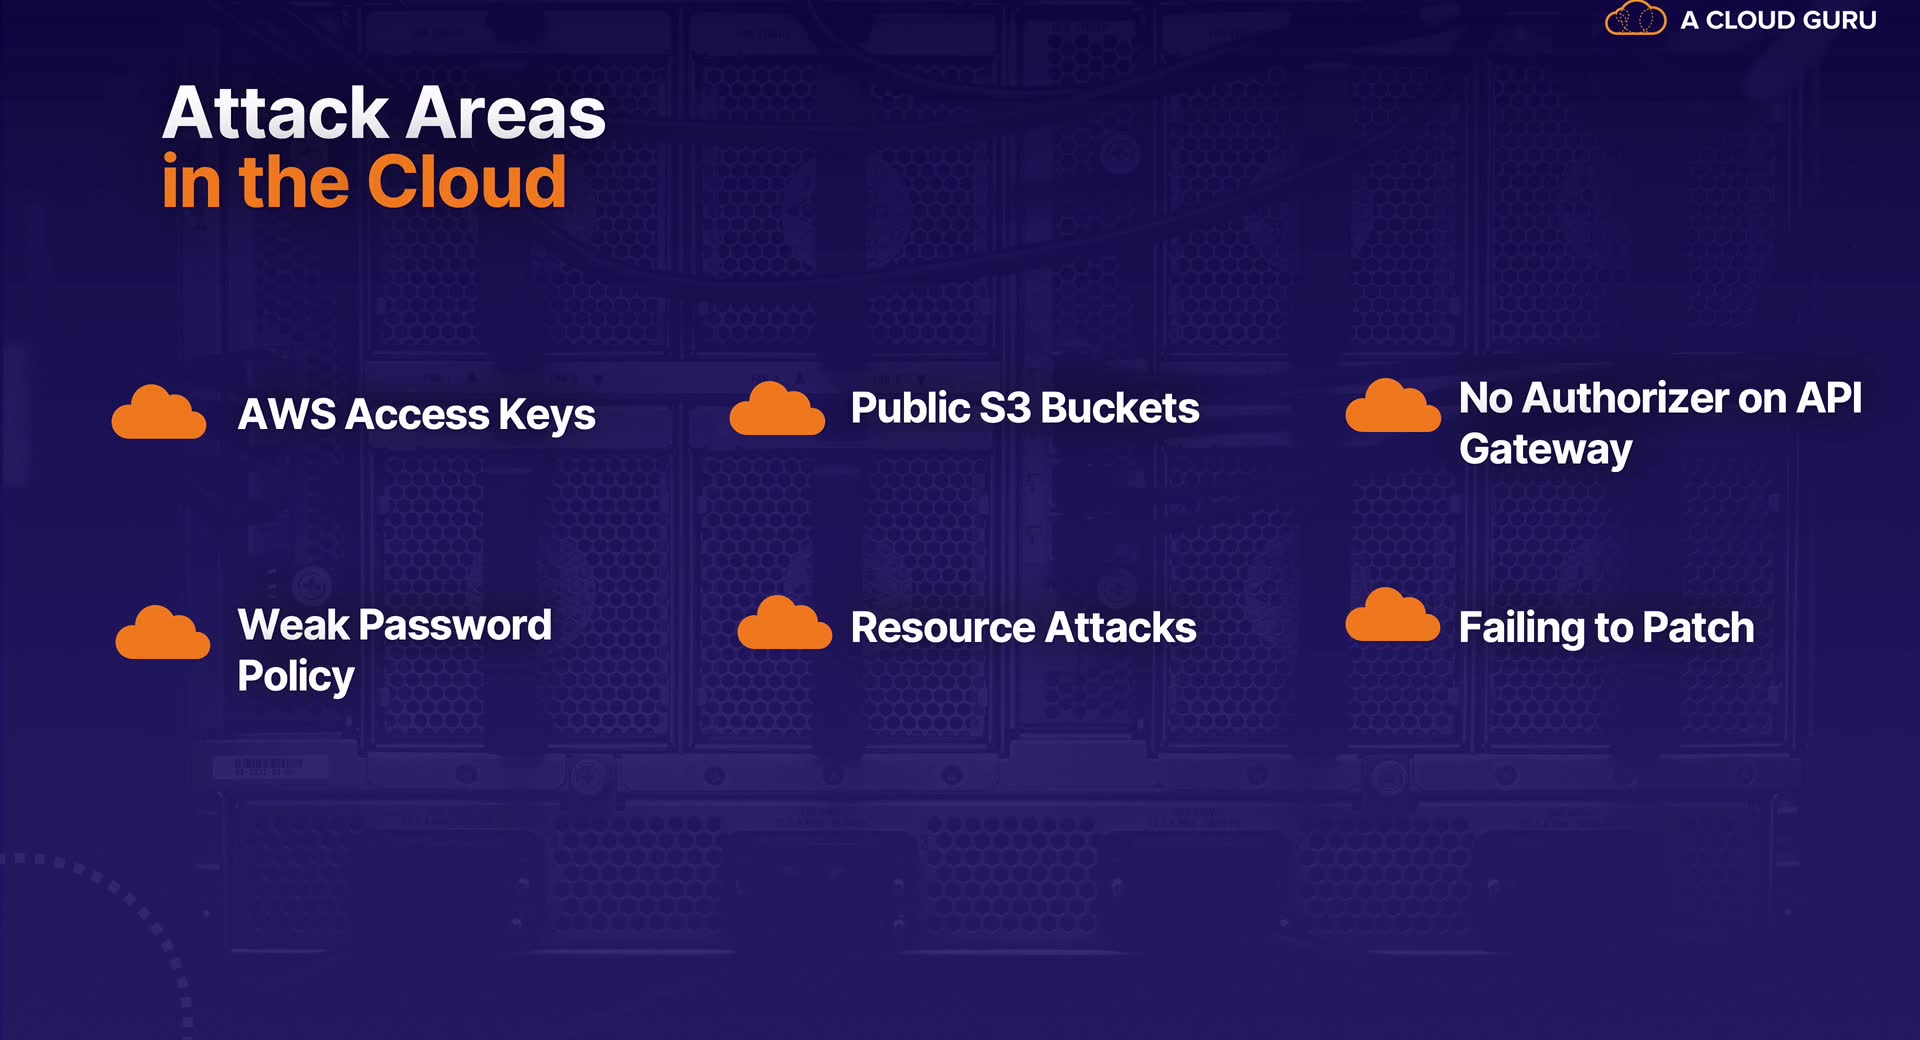 A CLOUD GURU
Attack Areas
in the Cloud
AWS Access Keys
Public S3 Buckets
No Authorizer on API
Gateway
Weak Password
Policy
Resource Attacks
Failing to Patch